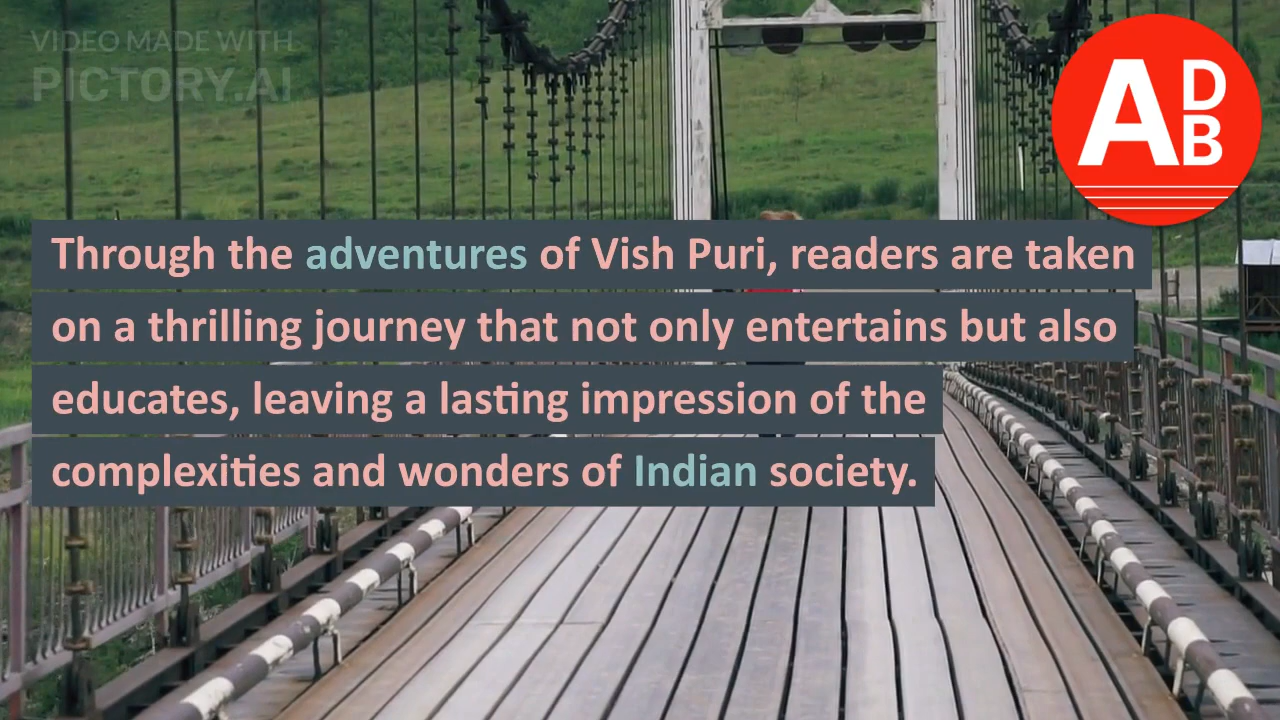 VIDEO MADE WITH
PICTORY.AI
ADB
Through the adventures of Vish Puri, readers are taken
on a thrilling journey that not only entertains but also
educates, leaving a lasting impression of the
complexities and wonders of Indian society.